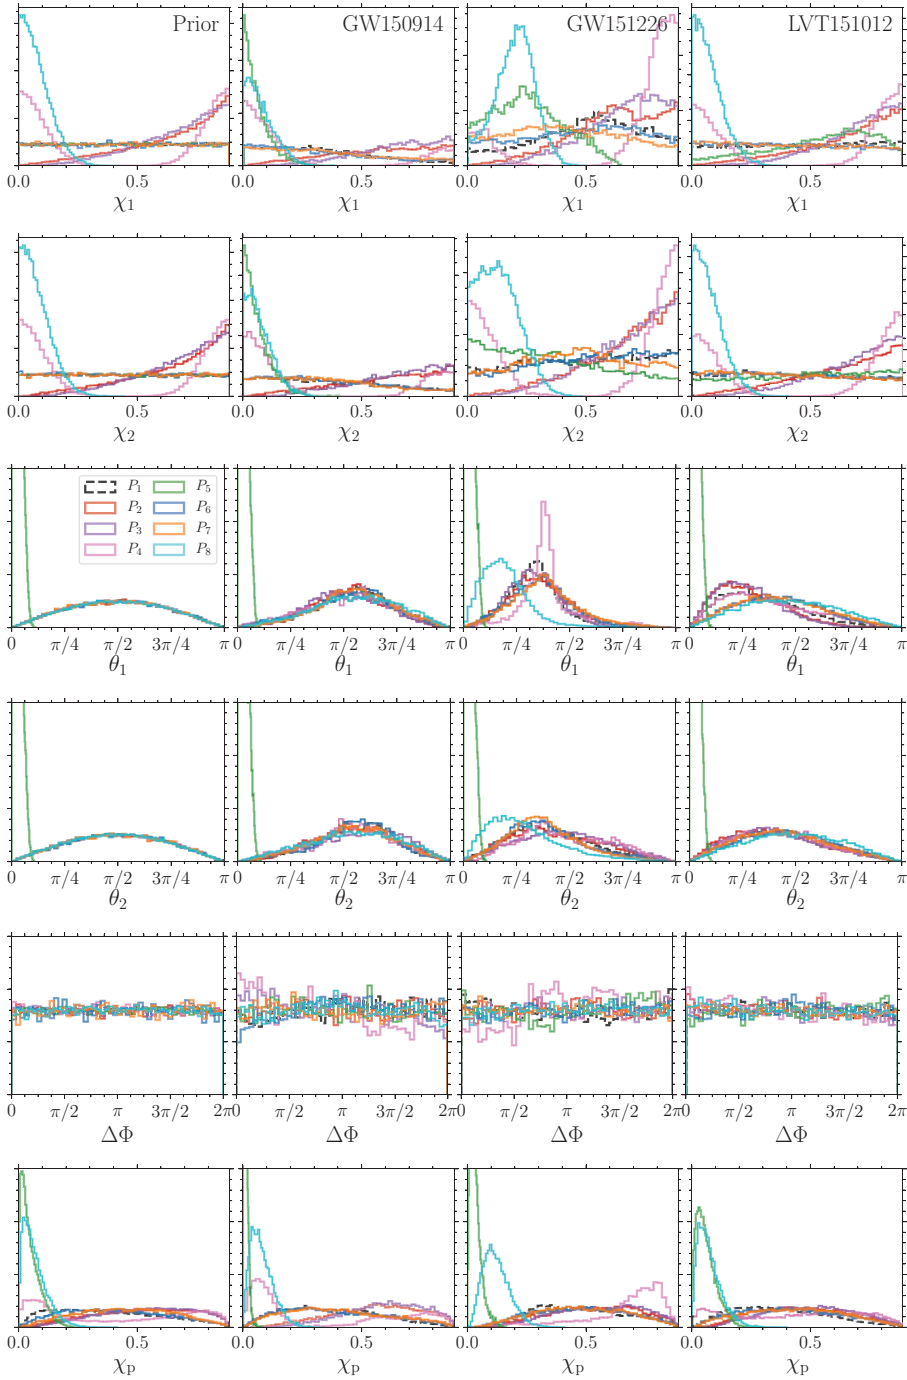 Prior GW150914 GW151226 LVT151012
0.0 0.5 0.0 0.5 0.0 0.5 0.0 0.5
χ1 χ1 χ1 χ1
0.0 0.5 0.0 0.5 0.0 0.5 0.0 0.5
χ2 χ2 χ2 χ2
P1 P5
P2 P6
P3 P7
P4 P8
0 π/4 π/2 3π/4 π 0 π/4 π/2 3π/4 π 0 π/4 π/2 3π/4 π 0 π/4 π/2 3π/4 π
θ1 θ1 θ1 θ1
0 π/4 π/2 3π/4 π 0 π/4 π/2 3π/4 π 0 π/4 π/2 3π/4 π 0 π/4 π/2 3π/4 π
θ2 θ2 θ2 θ2
0 π/2 π 3π/2 2π 0 π/2 π 3π/2 2π 0 π/2 π 3π/2 2π 0 π/2 π 3π/2 2π
ΔΦ ΔΦ ΔΦ ΔΦ
0.0 0.5 0.0 0.5 0.0 0.5 0.0 0.5
χp χp χp χp